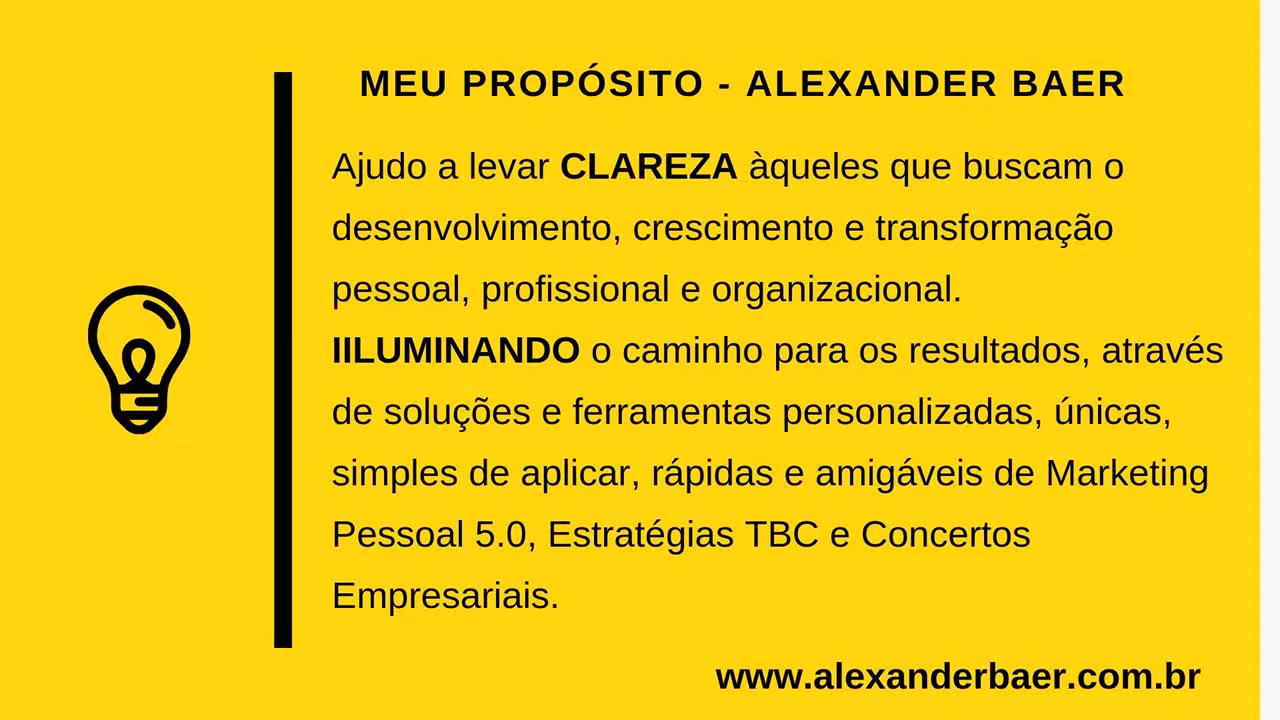 MEU PROPÓSITO - ALEXANDER BAER
Ajudo a levar CLAREZA àqueles que buscam o
desenvolvimento, crescimento e transformação
pessoal, profissional e organizacional.
IILUMINANDO o caminho para os resultados, através
de soluções e ferramentas personalizadas, únicas,
simples de aplicar, rápidas e amigáveis de Marketing
Pessoal 5.0, Estratégias TBC e Concertos
Empresariais.
www.alexanderbaer.com.br